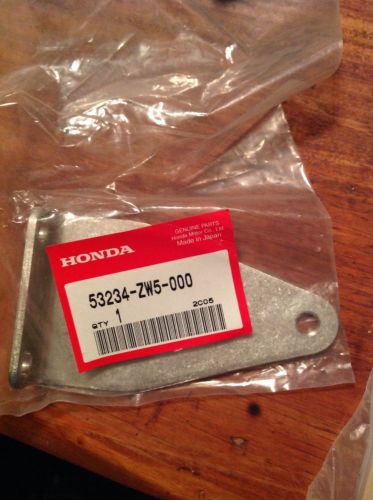 HONDA
GENUINE PARTS
Honda Motor Co., Ltd
Made in Japan
53234-ZW5-000
QTY 1 2C05